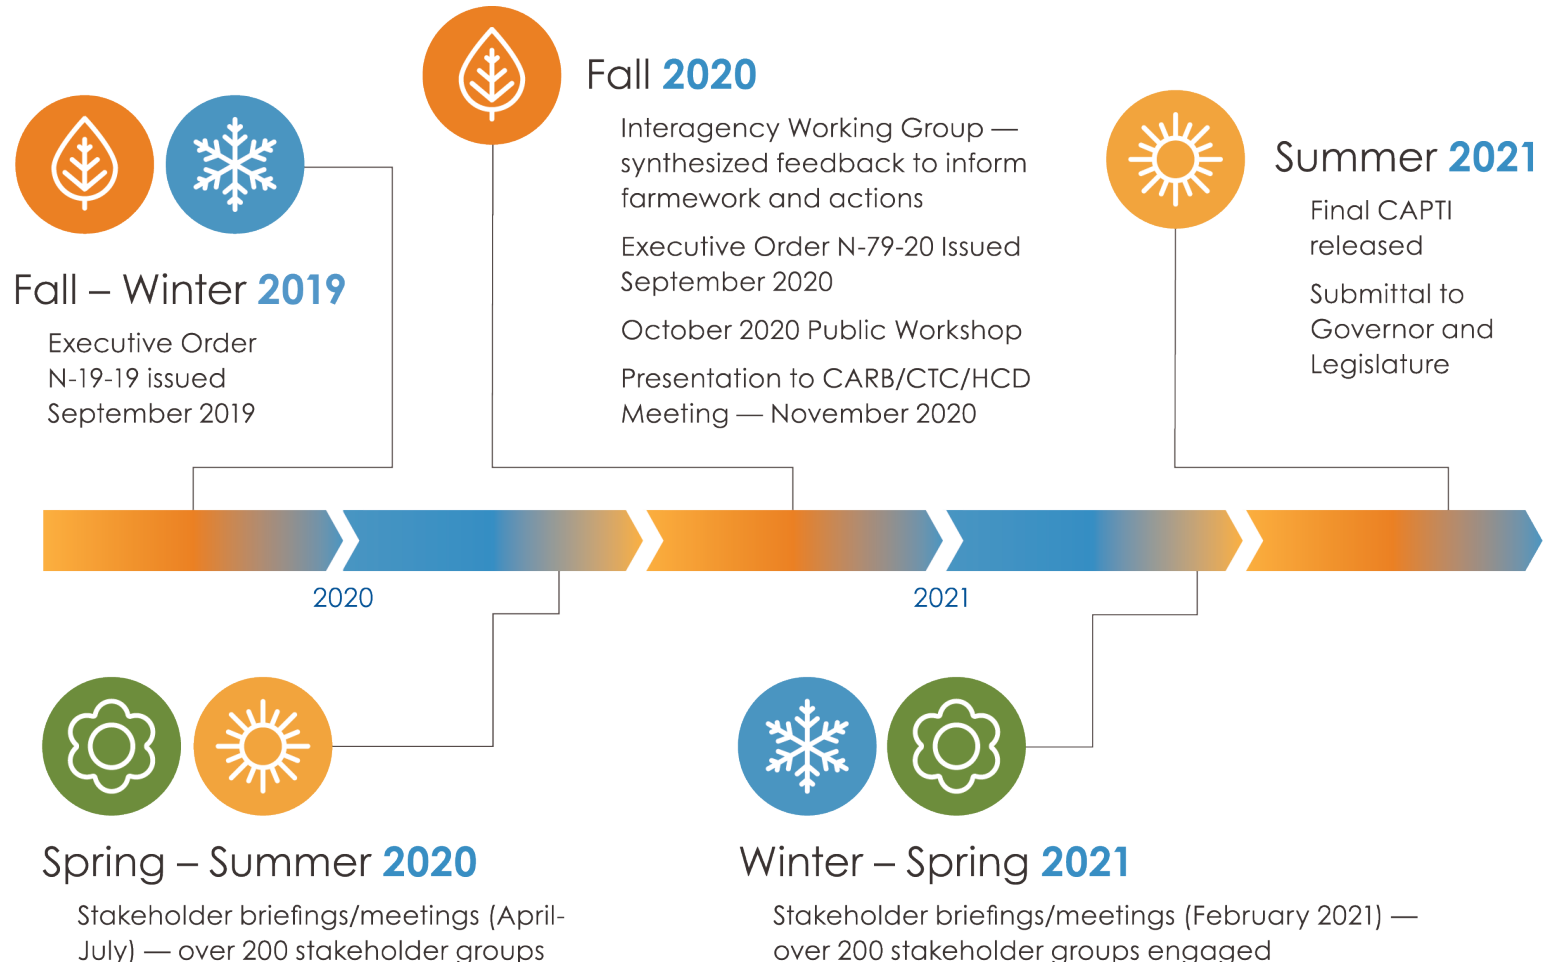 Fall – Winter 2019
Executive Order
N-19-19 issued
September 2019
Fall 2020
Interagency Working Group —
synthesized feedback to inform
farmework and actions
Executive Order N-79-20 Issued
September 2020
October 2020 Public Workshop
Presentation to CARB/CTC/HCD
Meeting — November 2020
Summer 2021
Final CAPTI
released
Submittal to
Governor and
Legislature
2020
2021
Spring – Summer 2020
Stakeholder briefings/meetings (April-
July) — over 200 stakeholder groups
Winter – Spring 2021
Stakeholder briefings/meetings (February 2021) —
over 200 stakeholder groups engaged